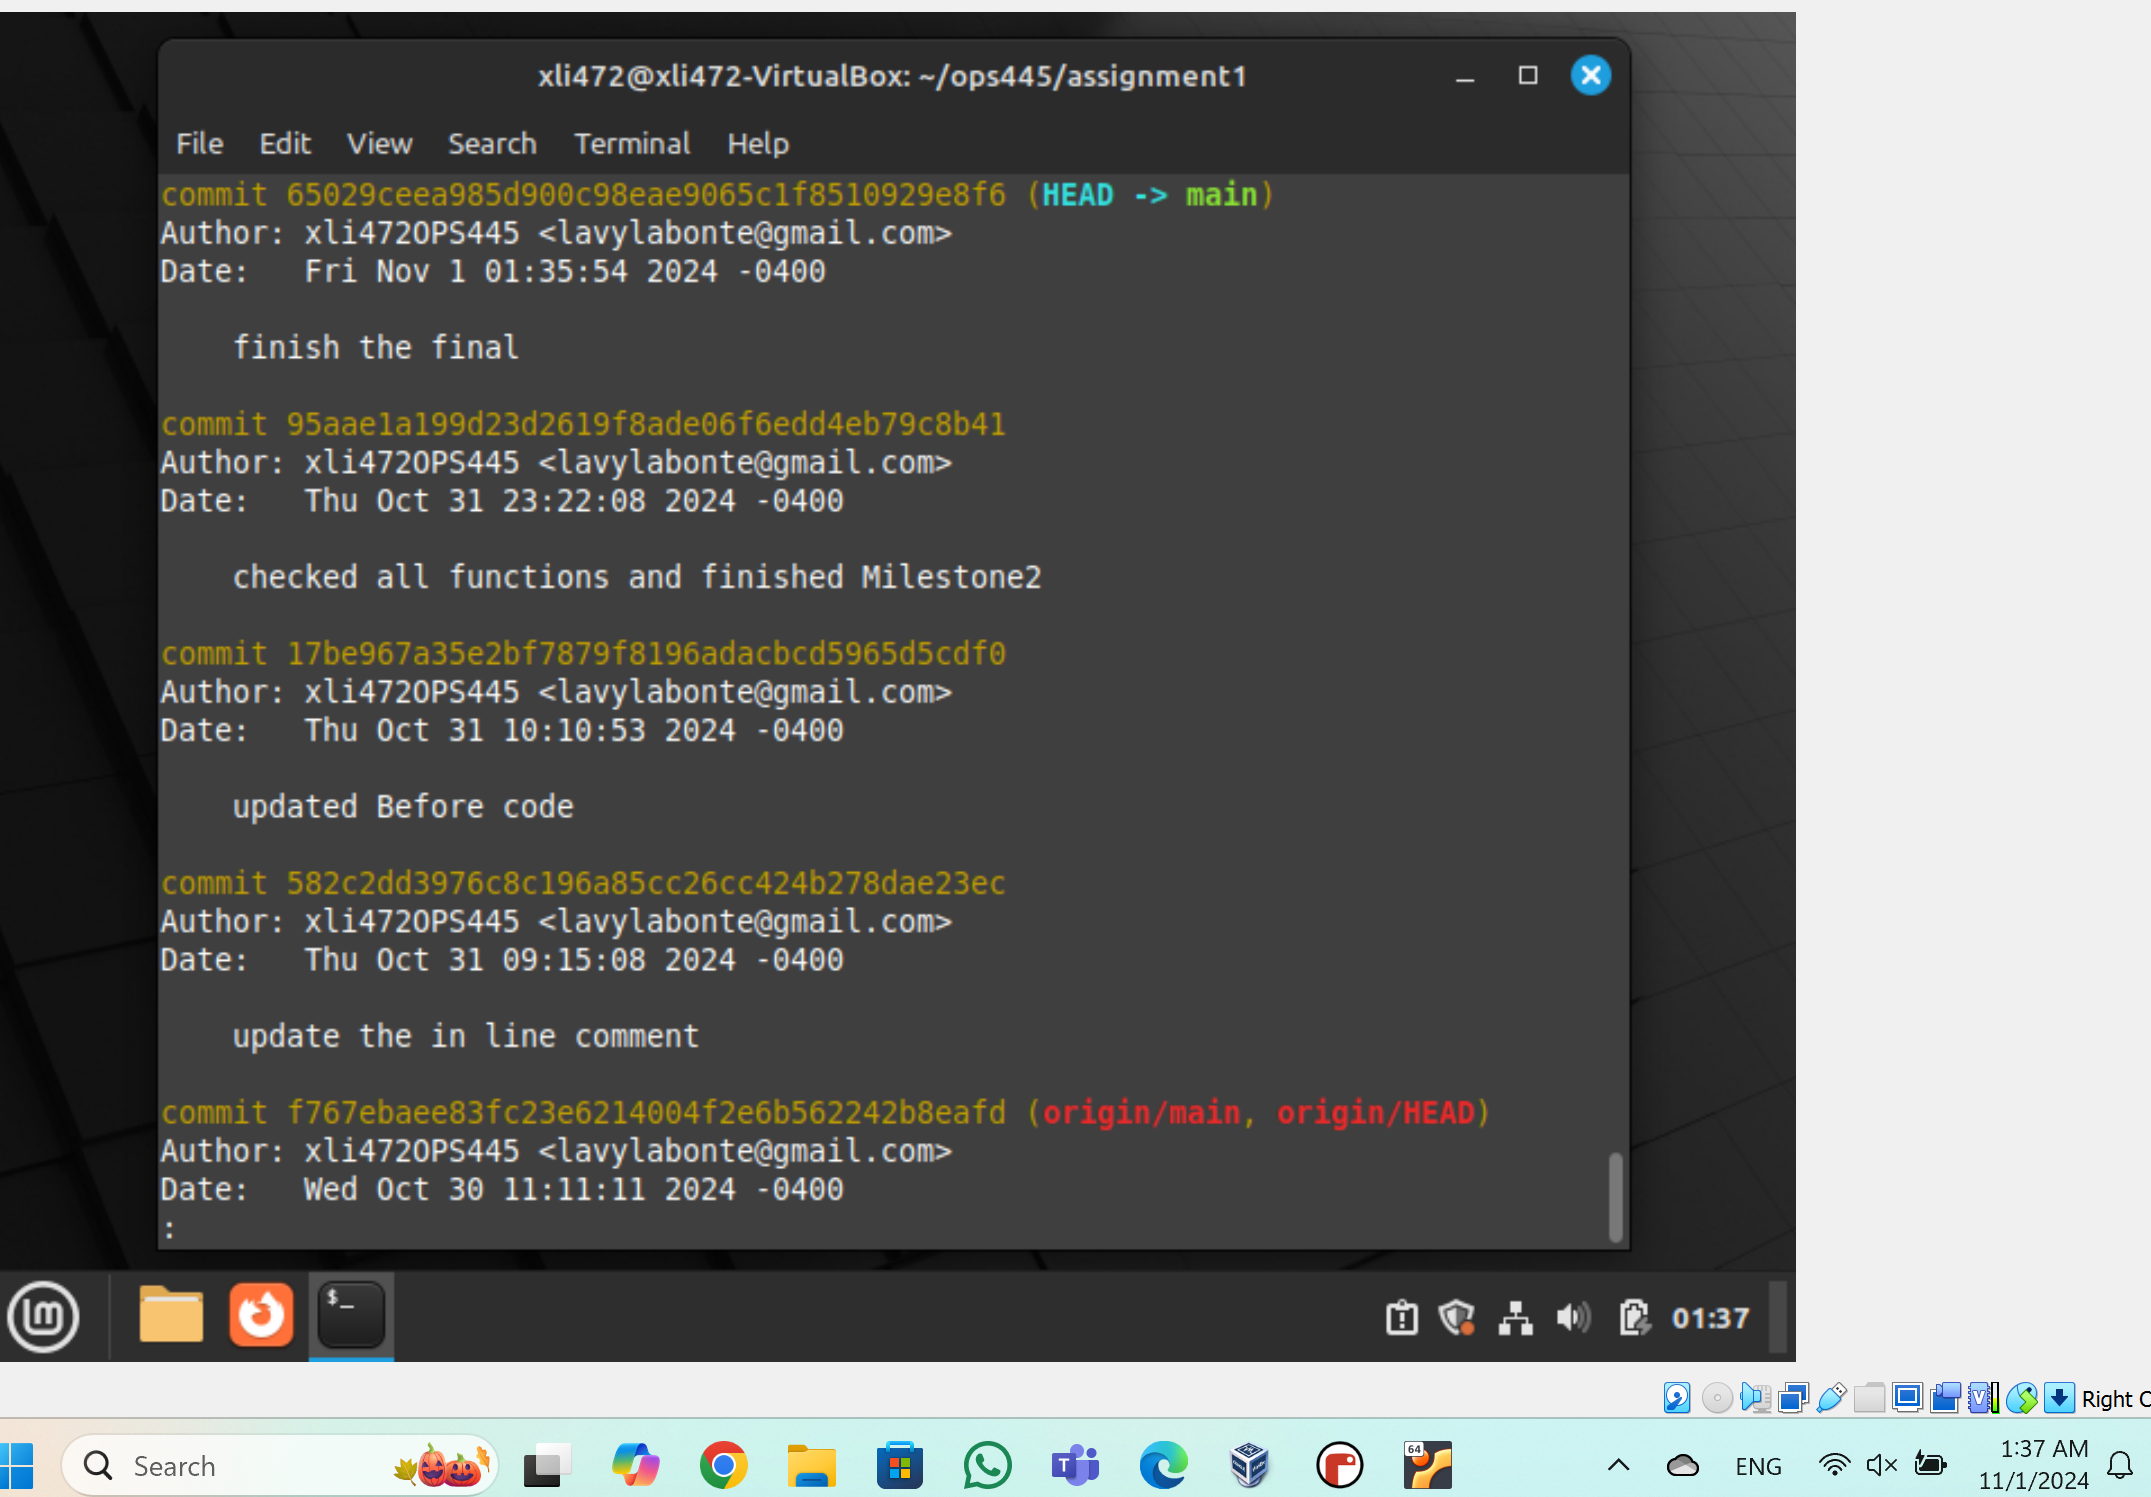 xli472@xli472-VirtualBox: ~/ops445/assignment1
File Edit View Search Terminal Help
commit 65029ceea985d900c98eae9065c1f8510929e8f6 (HEAD -> main)
Author: xli472OPS445 <lavylabonte@gmail.com>
Date:   Fri Nov 1 01:35:54 2024 -0400
finish the final
commit 95aae1a199d23d2619f8ade06f6edd4eb79c8b41
Author: xli472OPS445 <lavylabonte@gmail.com>
Date:   Thu Oct 31 23:22:08 2024 -0400
checked all functions and finished Milestone2
commit 17be967a35e2bf7879f8196adacbcd5965d5cdf0
Author: xli472OPS445 <lavylabonte@gmail.com>
Date:   Thu Oct 31 10:10:53 2024 -0400
updated Before code
commit 582c2dd3976c8c196a85cc26cc424b278dae23ec
Author: xli472OPS445 <lavylabonte@gmail.com>
Date:   Thu Oct 31 09:15:08 2024 -0400
update the in line comment
commit f767ebaee83fc23e6214004f2e6b562242b8eafd (origin/main, origin/HEAD)
Author: xli472OPS445 <lavylabonte@gmail.com>
Date:   Wed Oct 30 11:11:11 2024 -0400
:
$_
01:37
Right C
Search
T
64
ENG
1:37 AM
11/1/2024